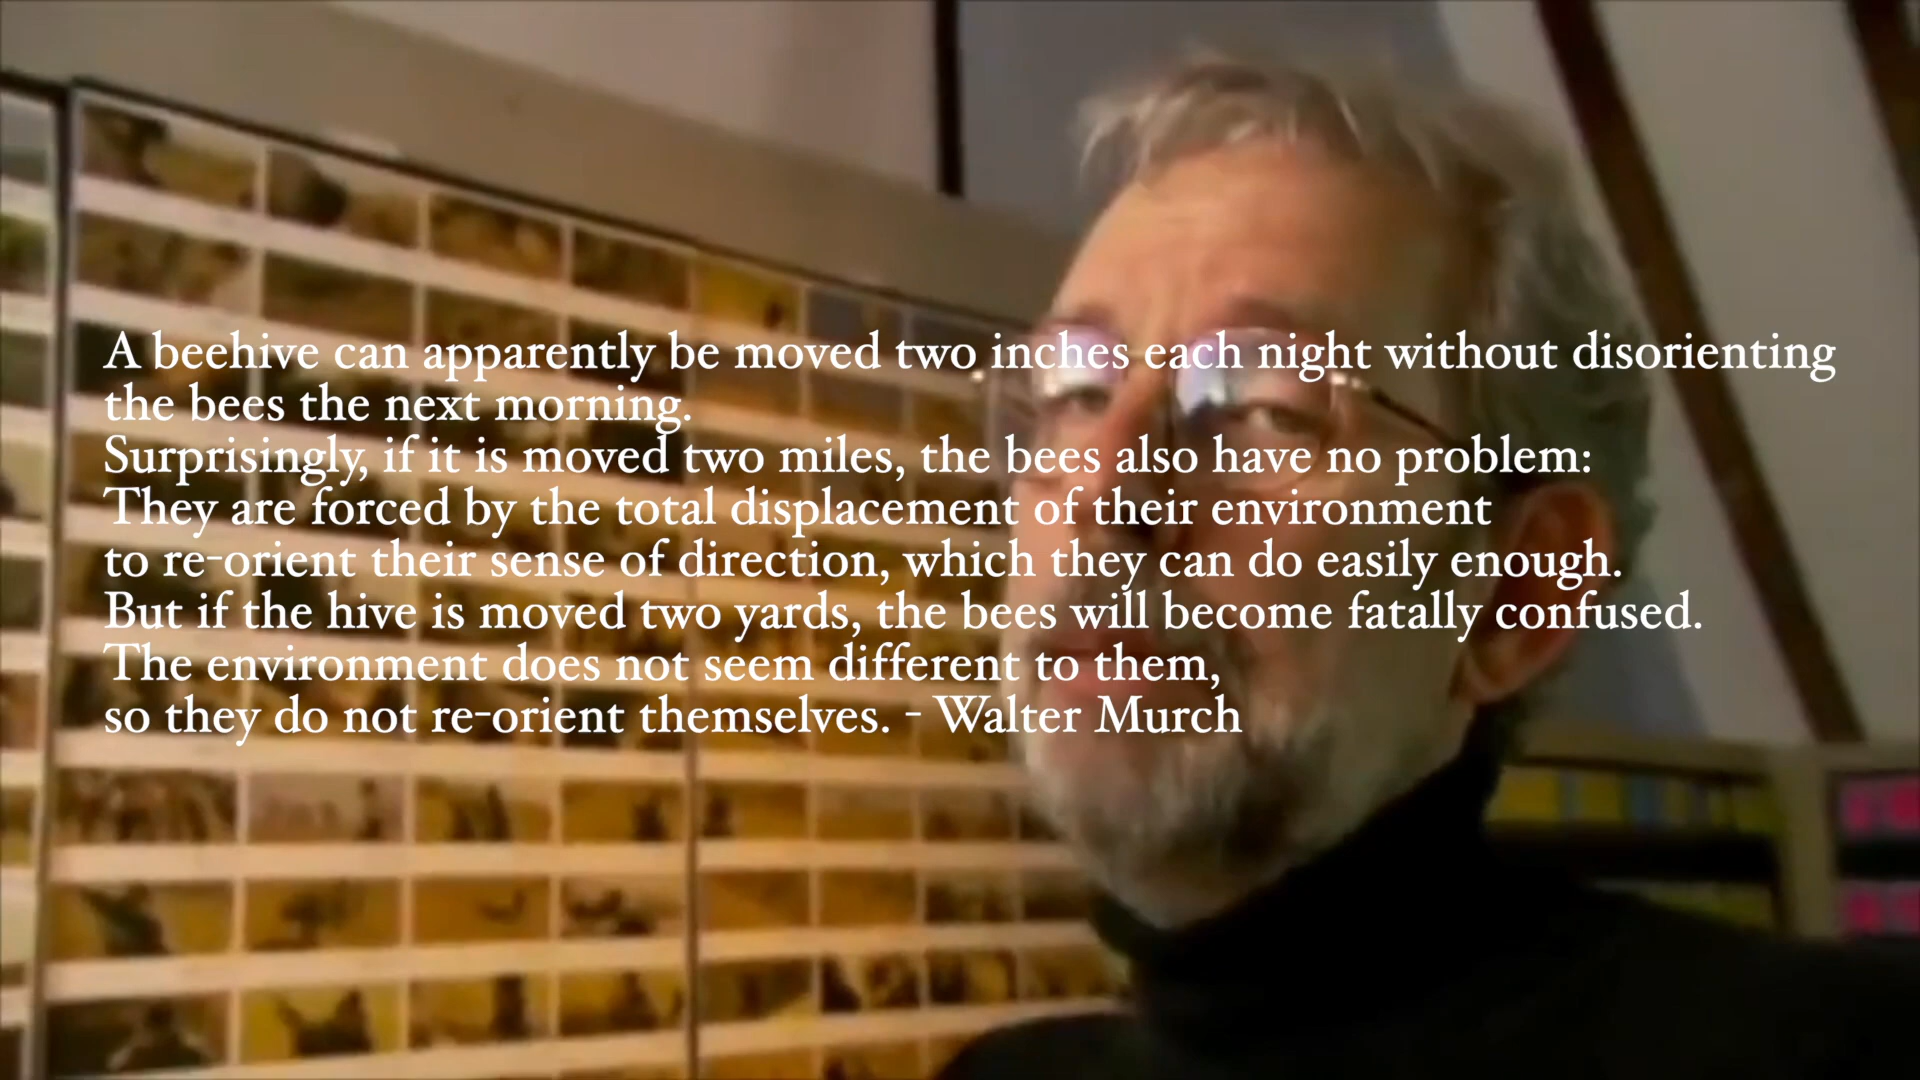 A beehive can apparently be moved two inches each night without disorienting
the bees the next morning.
Surprisingly, if it is moved two miles, the bees also have no problem:
They are forced by the total displacement of their environment
to re-orient their sense of direction, which they can do easily enough.
But if the hive is moved two yards, the bees will become fatally confused.
The environment does not seem different to them,
so they do not re-orient themselves. - Walter Murch